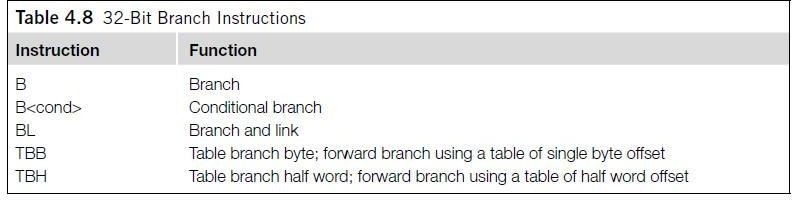 Table 4.8 32-Bit Branch Instructions
Instruction Function
B Branch
B<cond> Conditional branch
BL Branch and link
TBB Table branch byte; forward branch using a table of single byte offset
TBH Table branch half word; forward branch using a table of half word offset